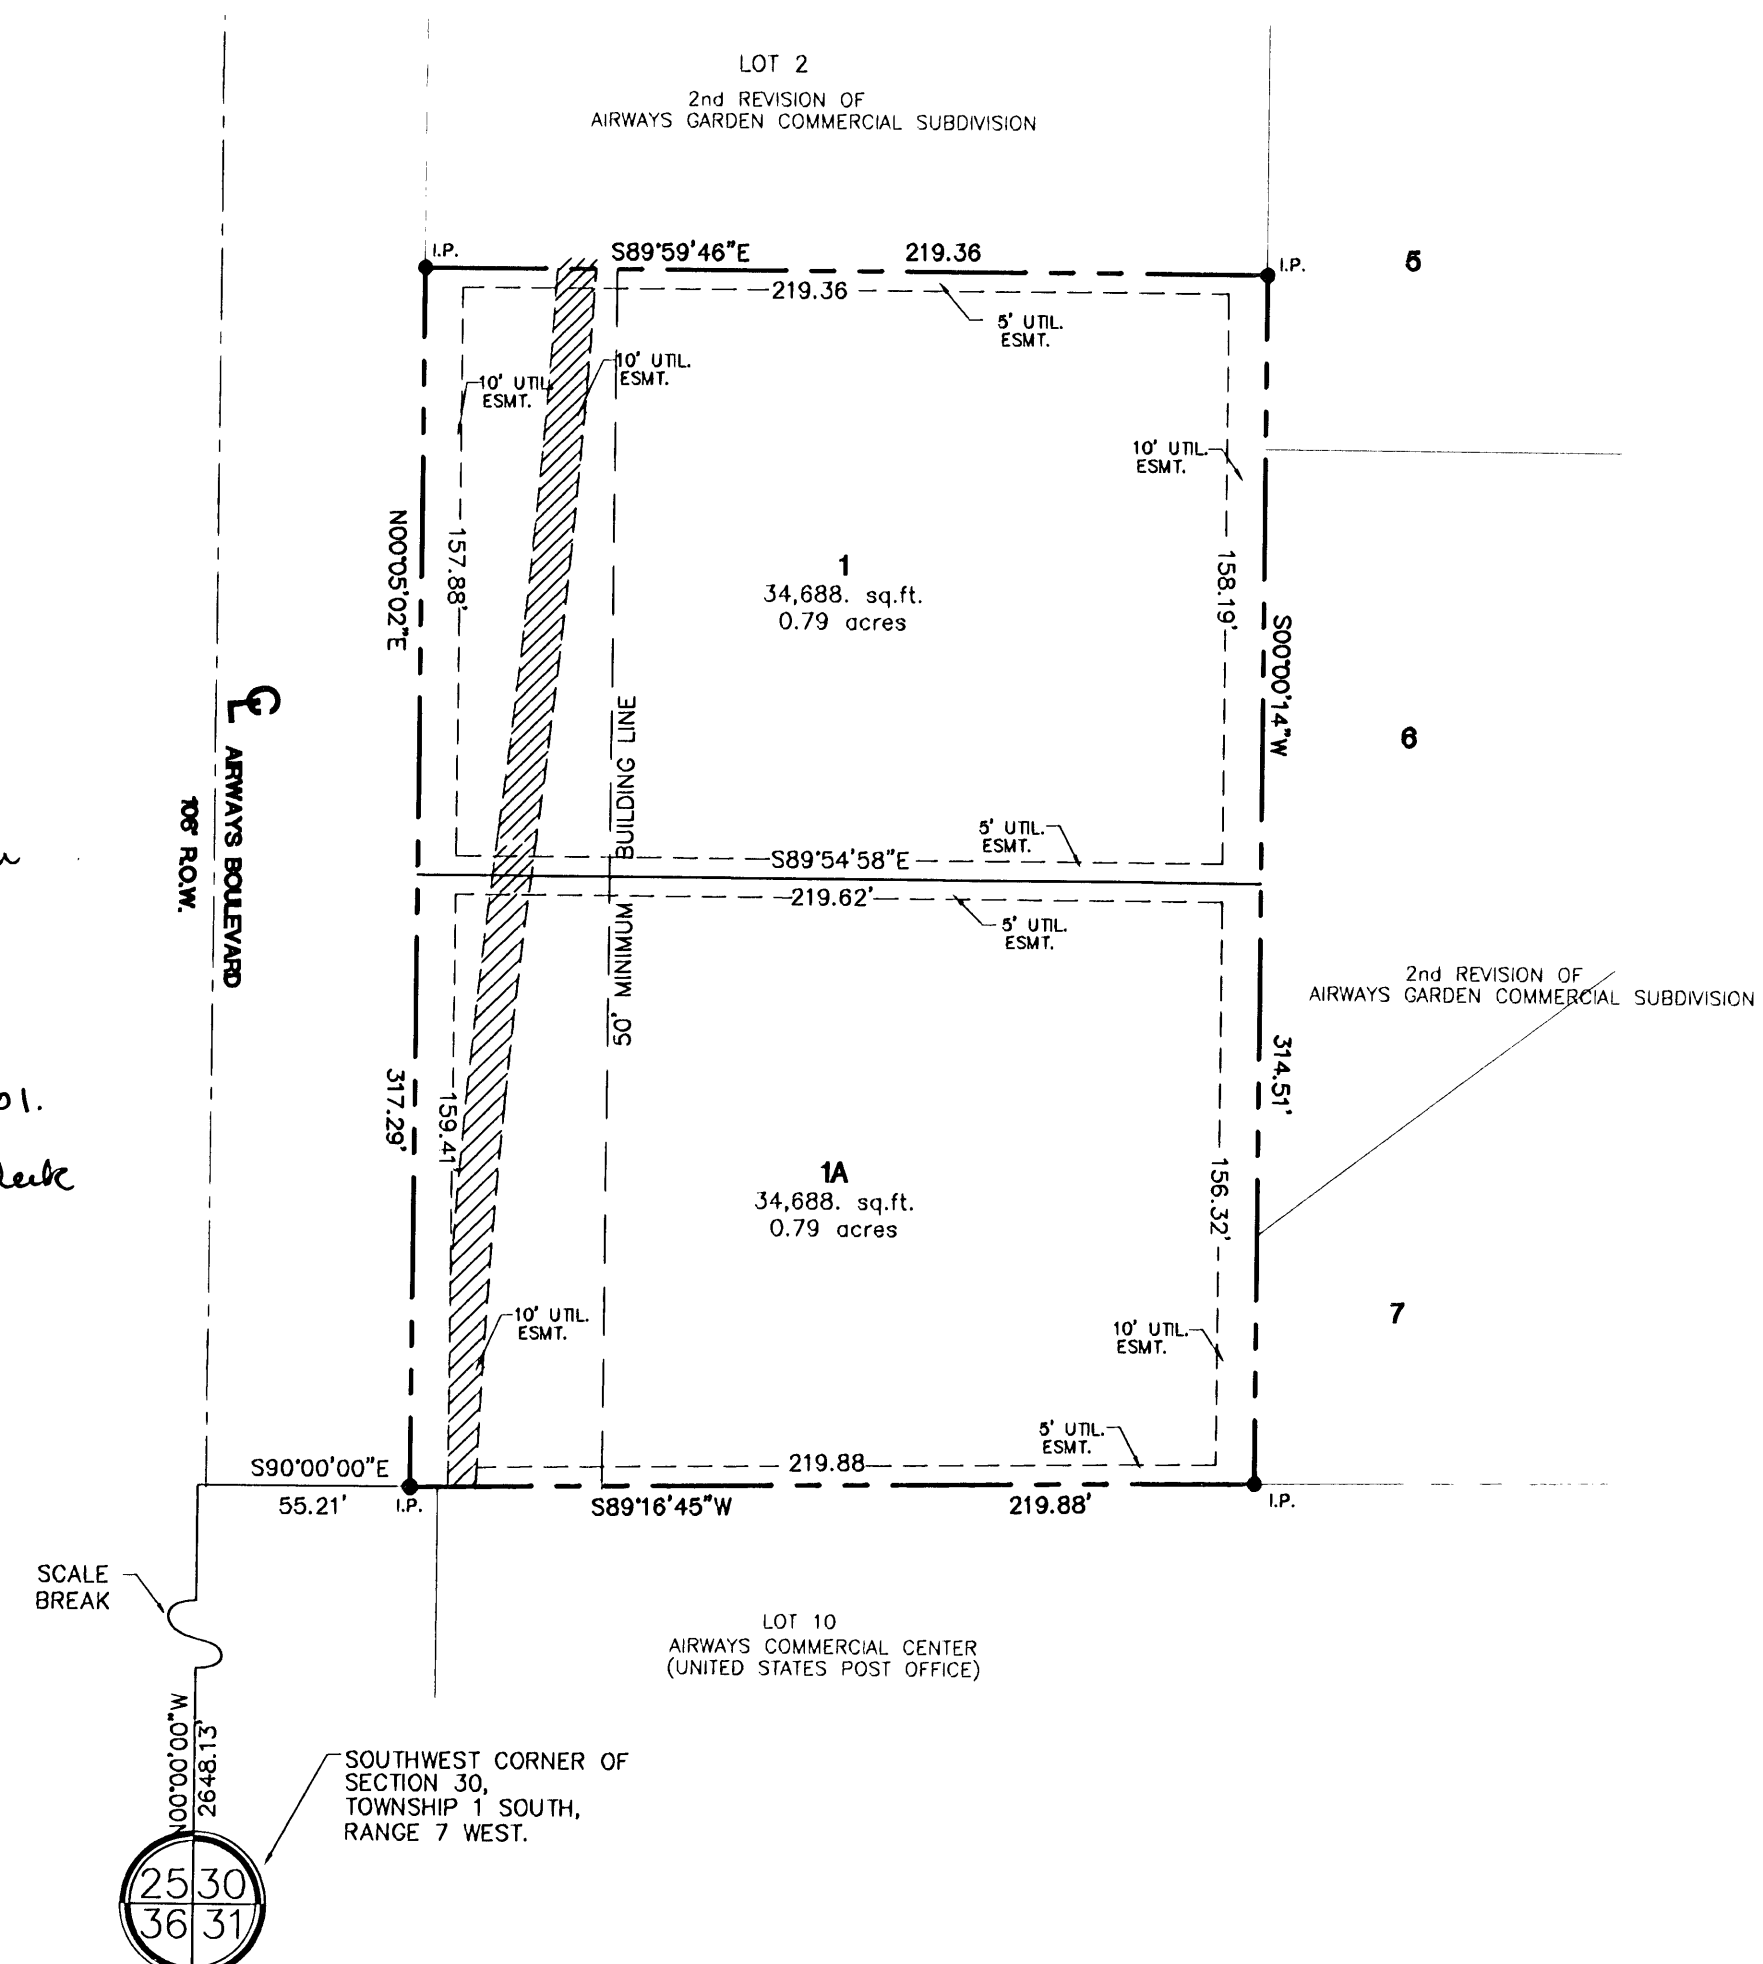 LOT 2
2nd REVISION OF
AIRWAYS GARDEN COMMERCIAL SUBDIVISION
I.P.
S89°59'46"E
219.36
I.P.
5
219.36
5' UTIL.
ESMT.
10' UTIL.
ESMT.
10' UTIL
ESMT.
10' UTIL.
ESMT.
N00°05'02"E
157.88'
1
34,688. sq.ft.
0.79 acres
158.19'
S00°00'14"W
6
CL
AIRWAYS BOULEVARD
106' R.O.W.
50' MINIMUM BUILDING LINE
5' UTIL.
ESMT.
S89°54'58"E
219.62'
5' UTIL.
ESMT.
2nd REVISION OF
AIRWAYS GARDEN COMMERCIAL SUBDIVISION
317.29'
159.41
314.51'
1A
34,688. sq.ft.
0.79 acres
156.32'
10' UTIL.
ESMT.
10' UTIL.
ESMT.
7
5' UTIL.
ESMT.
S90°00'00"E
55.21'
219.88
I.P.
S89°16'45"W
219.88'
I.P.
SCALE
BREAK
LOT 10
AIRWAYS COMMERCIAL CENTER
(UNITED STATES POST OFFICE)
N00°00'00"W
2648.13'
SOUTHWEST CORNER OF
SECTION 30,
TOWNSHIP 1 SOUTH,
RANGE 7 WEST.
25 30
36 31